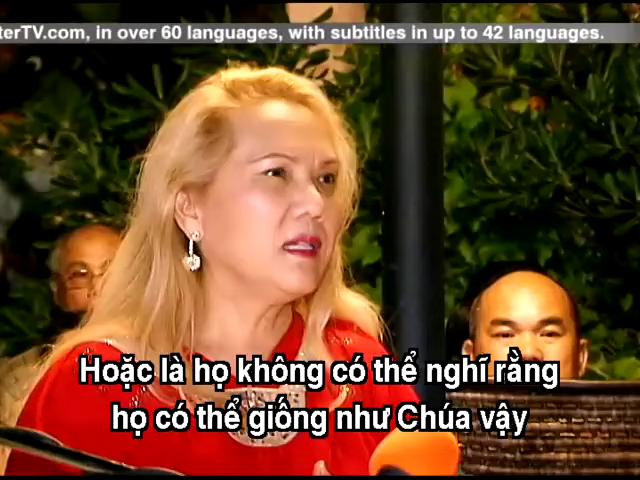 terTV.com, in over 60 languages, with subtitles in up to 42 languages.
Hoặc là họ không có thể nghĩ rằng
họ có thể giống như Chúa vậy